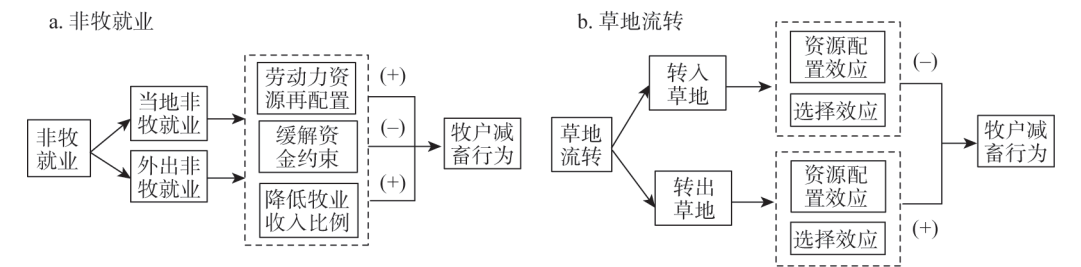 a. 非牧就业
非牧
就业
当地非
牧就业
外出非
牧就业
劳动力资
源再配置
缓解资
金约束
降低牧业
收入比例
(+)
(–)
(+)
牧户减
畜行为
b. 草地流转
草地
流转
转入
草地
转出
草地
资源配
置效应
选择效应
资源配
置效应
选择效应
(–)
(+)
牧户减
畜行为